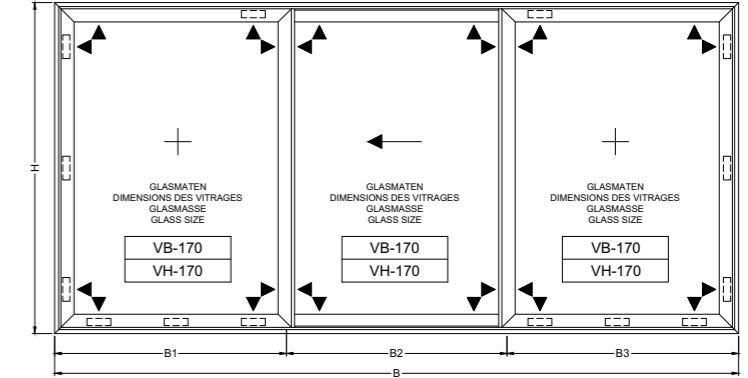 H
GLASMATEN
DIMENSIONS DES VITRAGES
GLASMASSE
GLASS SIZE
VB-170
VH-170
GLASMATEN
DIMENSIONS DES VITRAGES
GLASMASSE
GLASS SIZE
VB-170
VH-170
GLASMATEN
DIMENSIONS DES VITRAGES
GLASMASSE
GLASS SIZE
VB-170
VH-170
B1
B2
B3
B